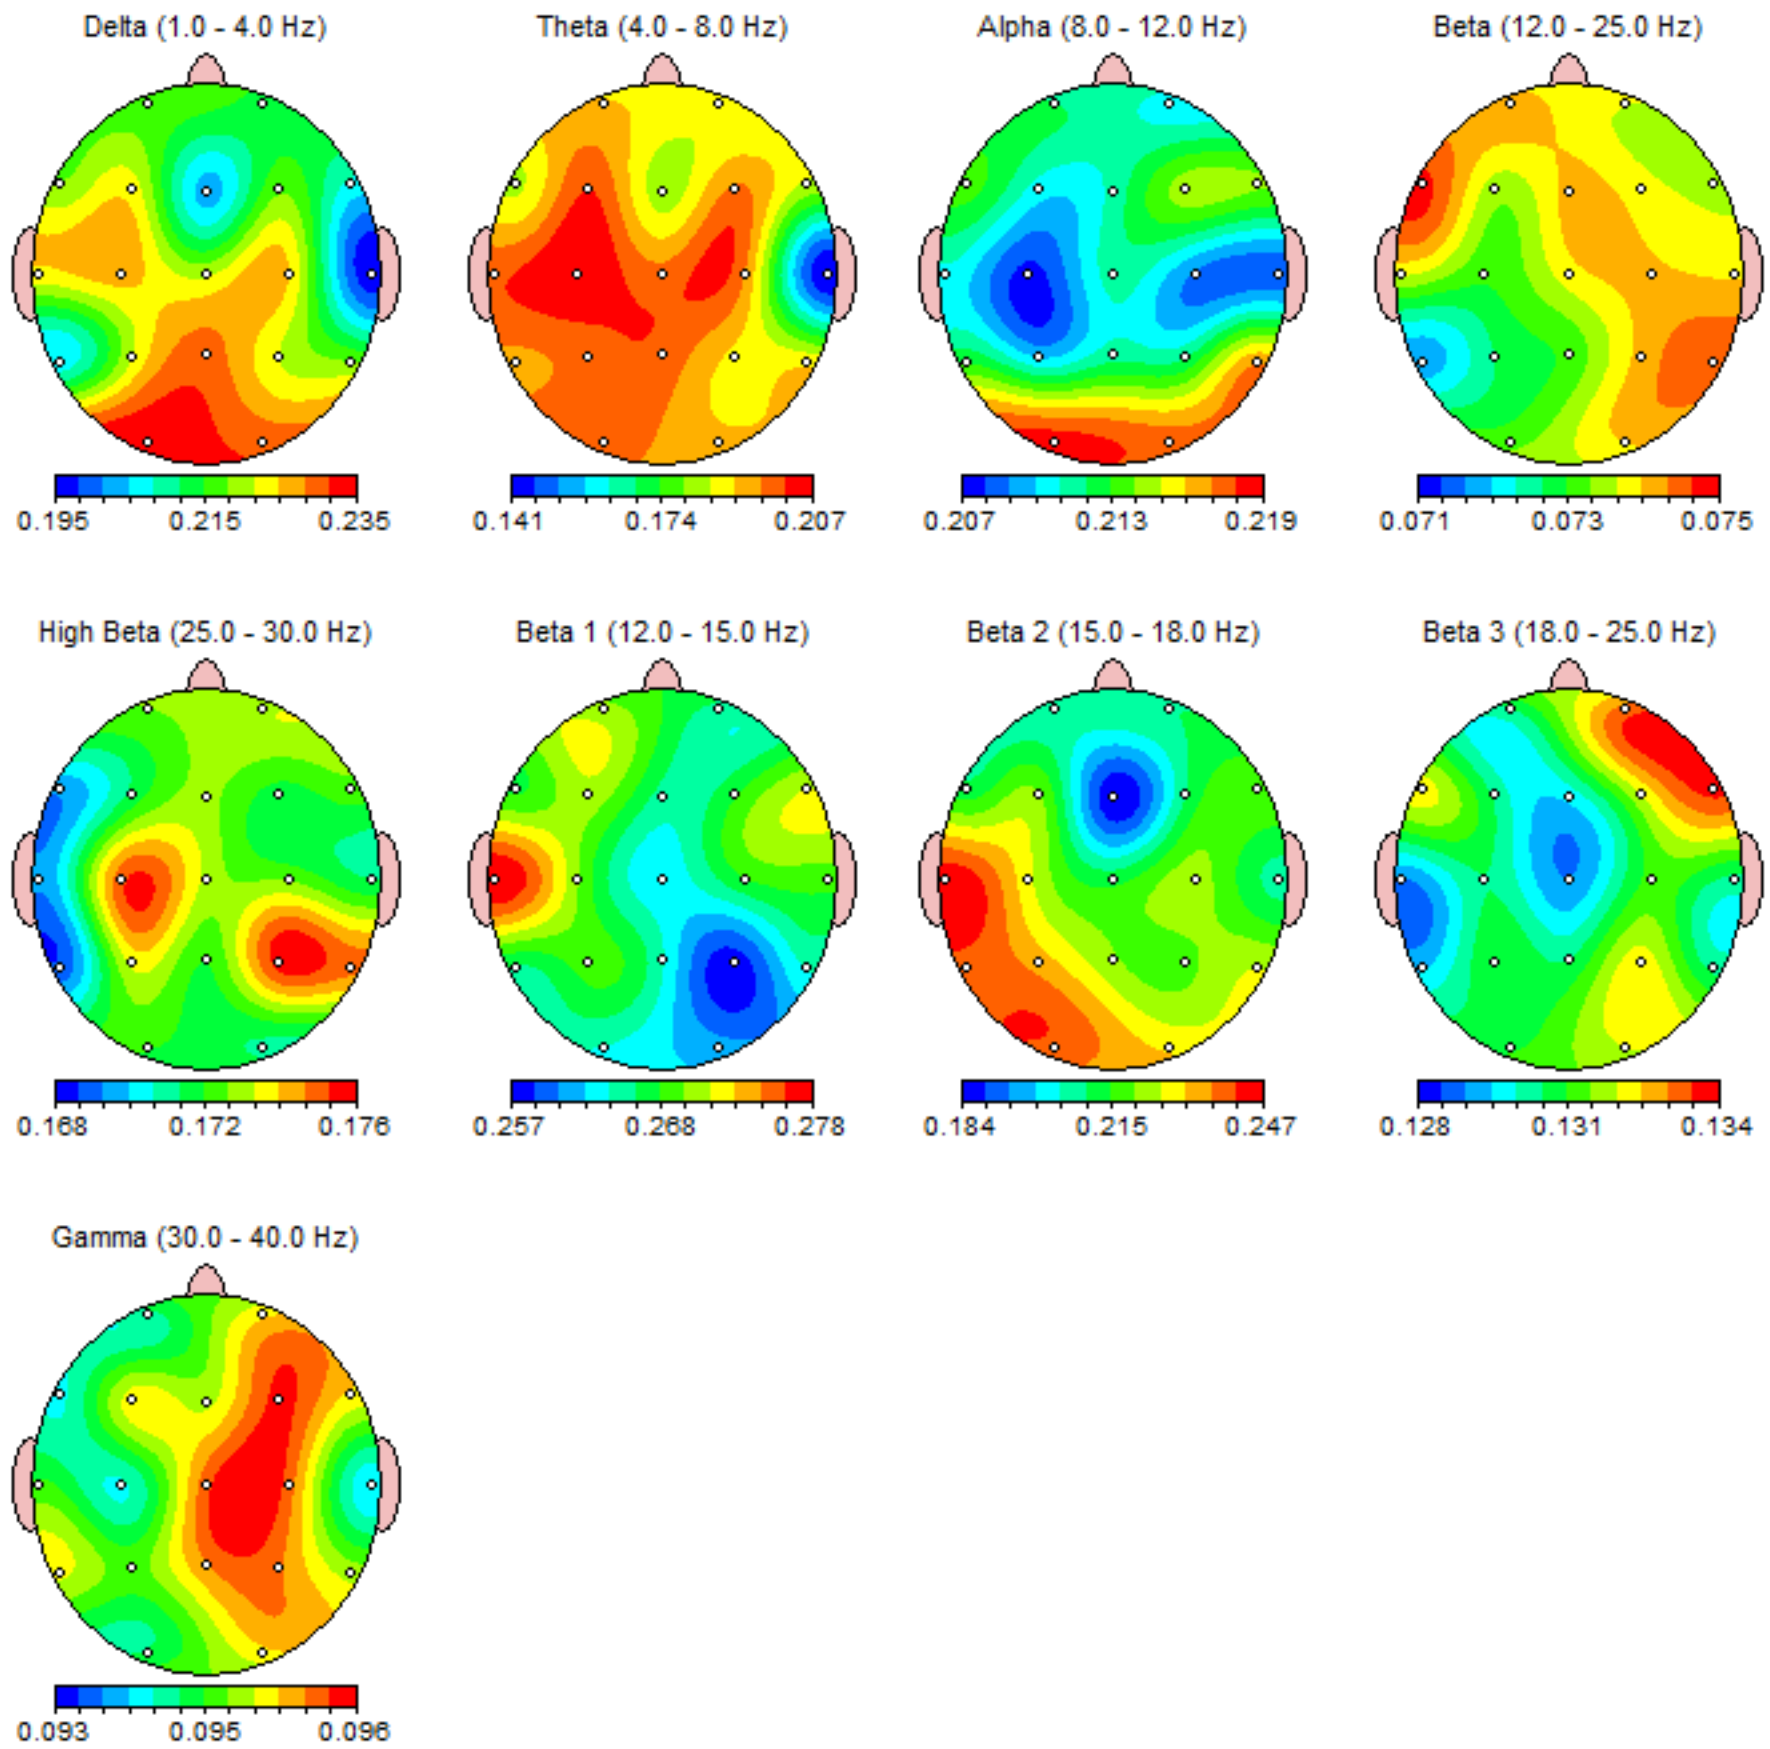 Delta (1.0 - 4.0 Hz)
Theta (4.0 - 8.0 Hz)
Alpha (8.0 - 12.0 Hz)
Beta (12.0 - 25.0 Hz)
0.195 0.215 0.235
0.141 0.174 0.207
0.207 0.213 0.219
0.071 0.073 0.075
High Beta (25.0 - 30.0 Hz)
Beta 1 (12.0 - 15.0 Hz)
Beta 2 (15.0 - 18.0 Hz)
Beta 3 (18.0 - 25.0 Hz)
0.168 0.172 0.176
0.257 0.268 0.278
0.184 0.215 0.247
0.128 0.131 0.134
Gamma (30.0 - 40.0 Hz)
0.093 0.095 0.096